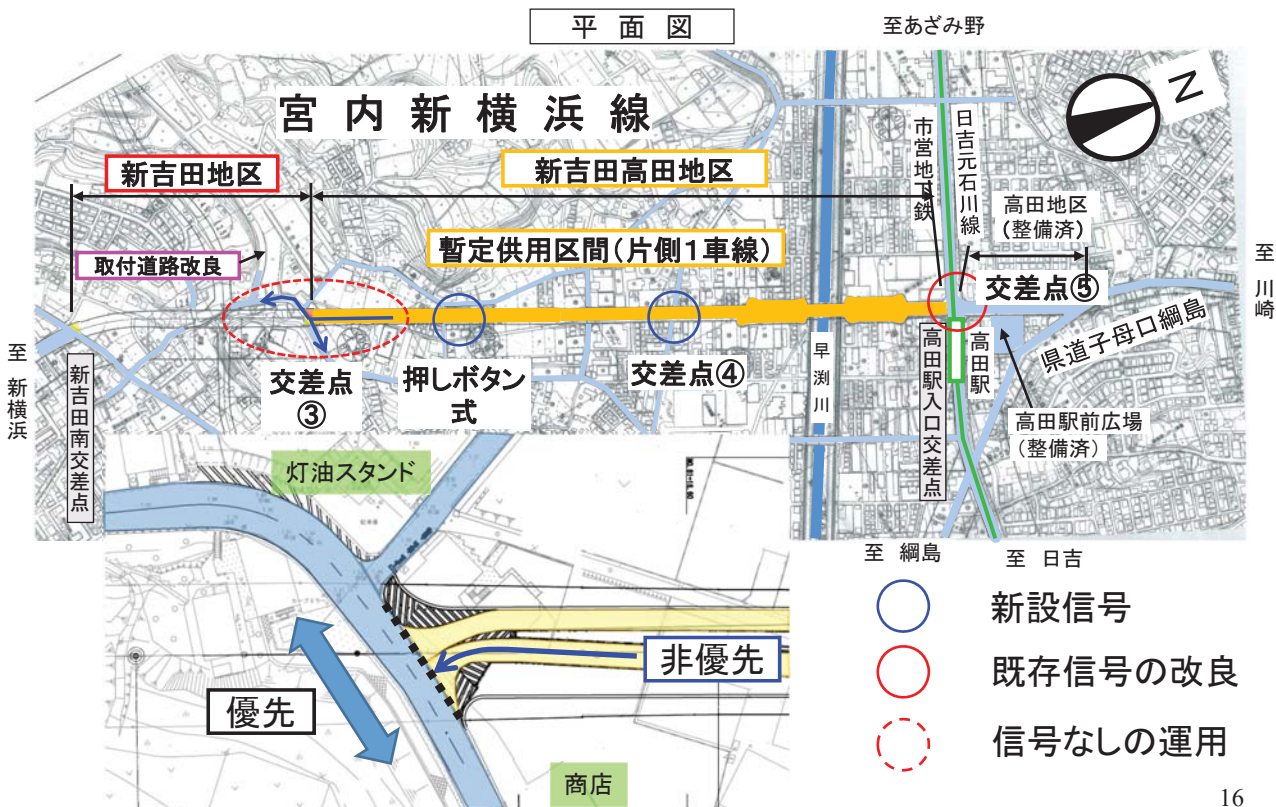 平面図
至あざみ野
宮内新横浜線
N
新吉田地区
新吉田高田地区
市営地下鉄
日吉元石川線
高田地区
(整備済)
取付道路改良
暫定供用区間(片側1車線)
交差点⑤
至 川崎
県道子母口綱島
至 新横浜
新吉田南交差点
交差点
③
押しボタン
式
交差点④
早渕川
高田駅入口交差点
高田駅
高田駅前広場
(整備済)
灯油スタンド
至 綱島
至 日吉
新設信号
非優先
既存信号の改良
優先
信号なしの運用
商店
16